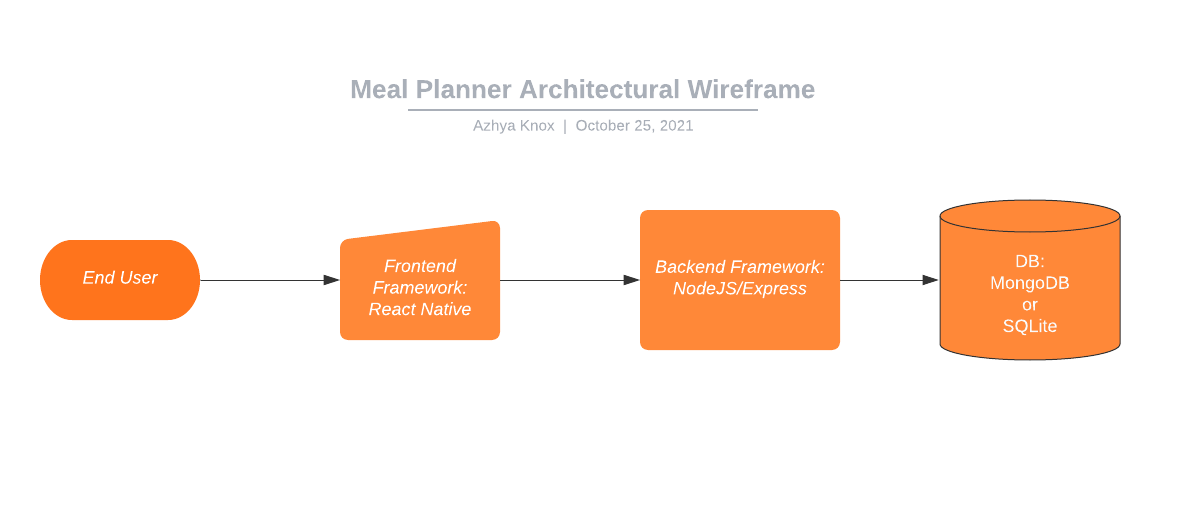 Meal Planner Architectural Wireframe
Azhya Knox | October 25, 2021
End User
Frontend
Framework:
React Native
Backend Framework:
NodeJS/Express
DB:
MongoDB
or
SQLite